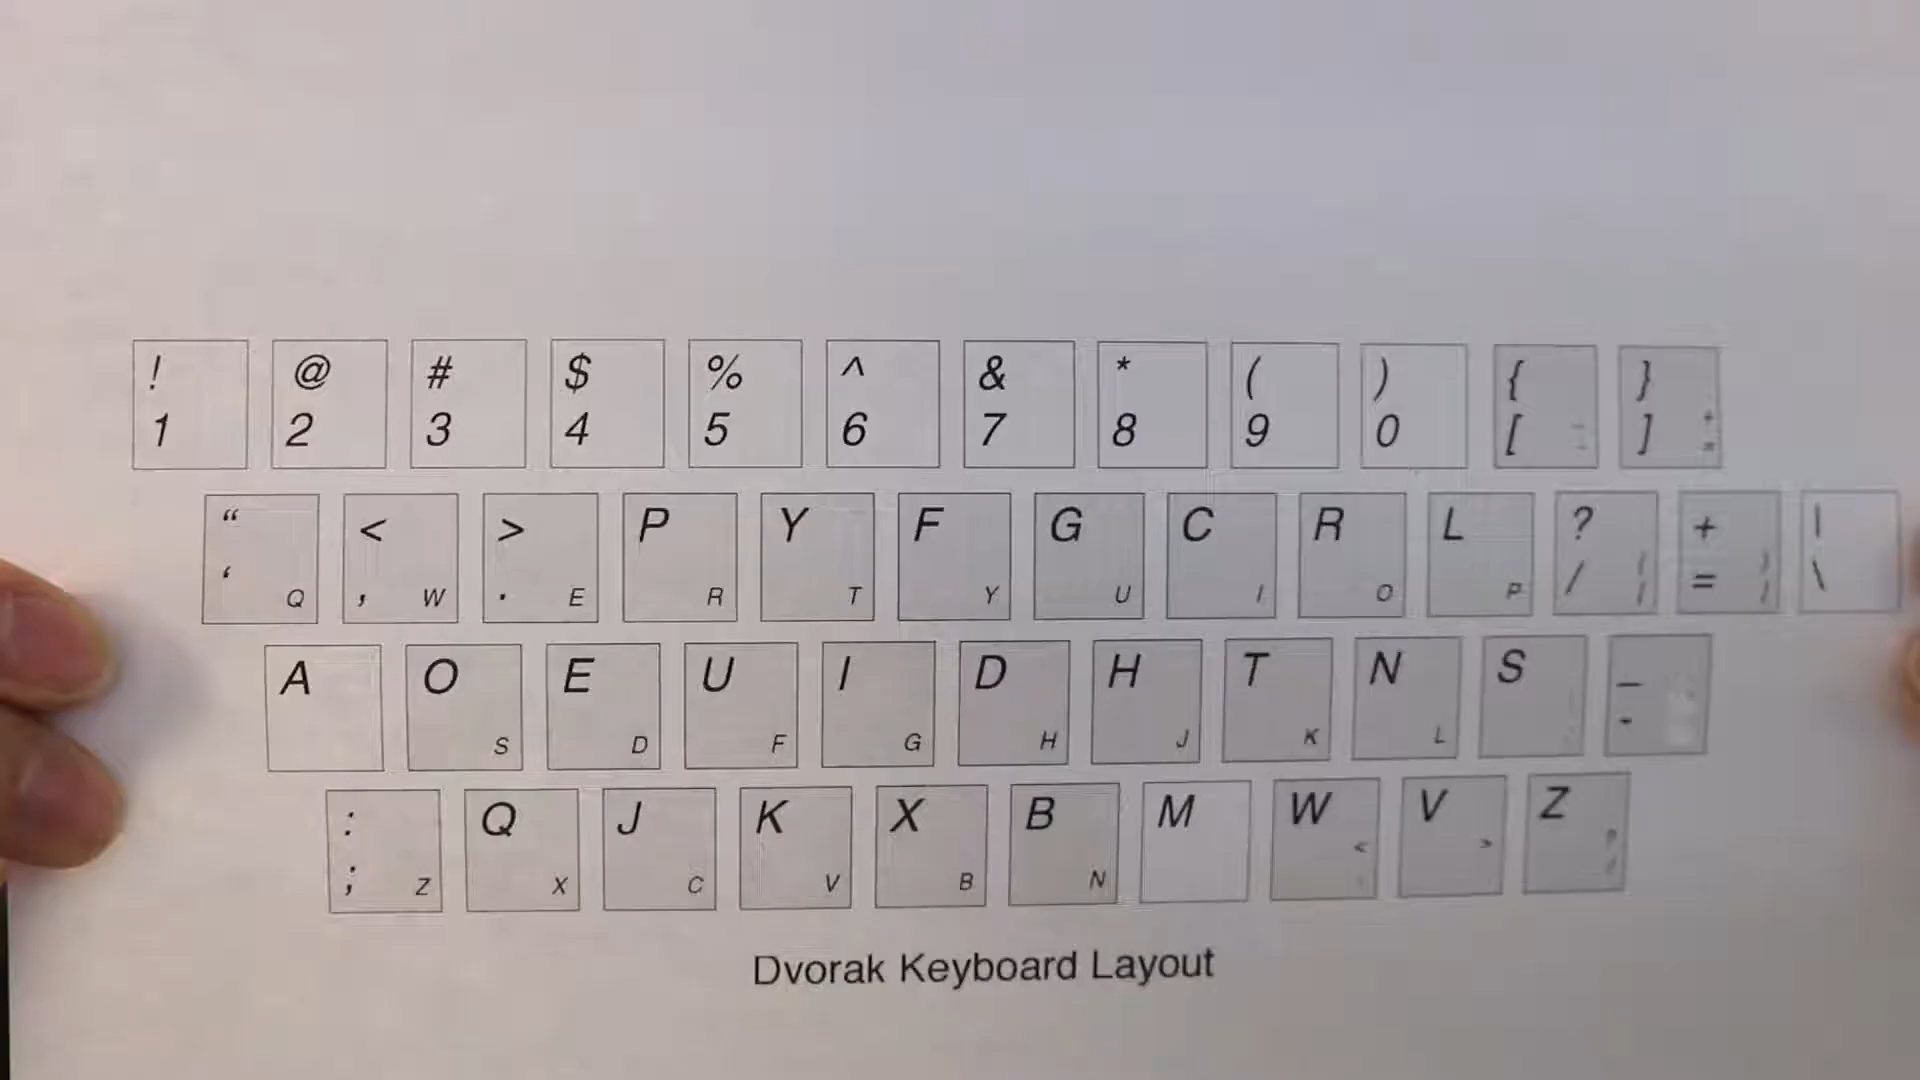 ! @ # $ % ^ & * ( ) { }
1 2 3 4 5 6 7 8 9 0 [ ] + =
“ < > P Y F G C R L ? + |
‘ , Q W . E R T Y U I O P / { [ = } ] \
A O E U I D H T N S _
S D F G H J K L -
: Q J K X B M W V Z
; Z X C V B N < > ? /
Dvorak Keyboard Layout